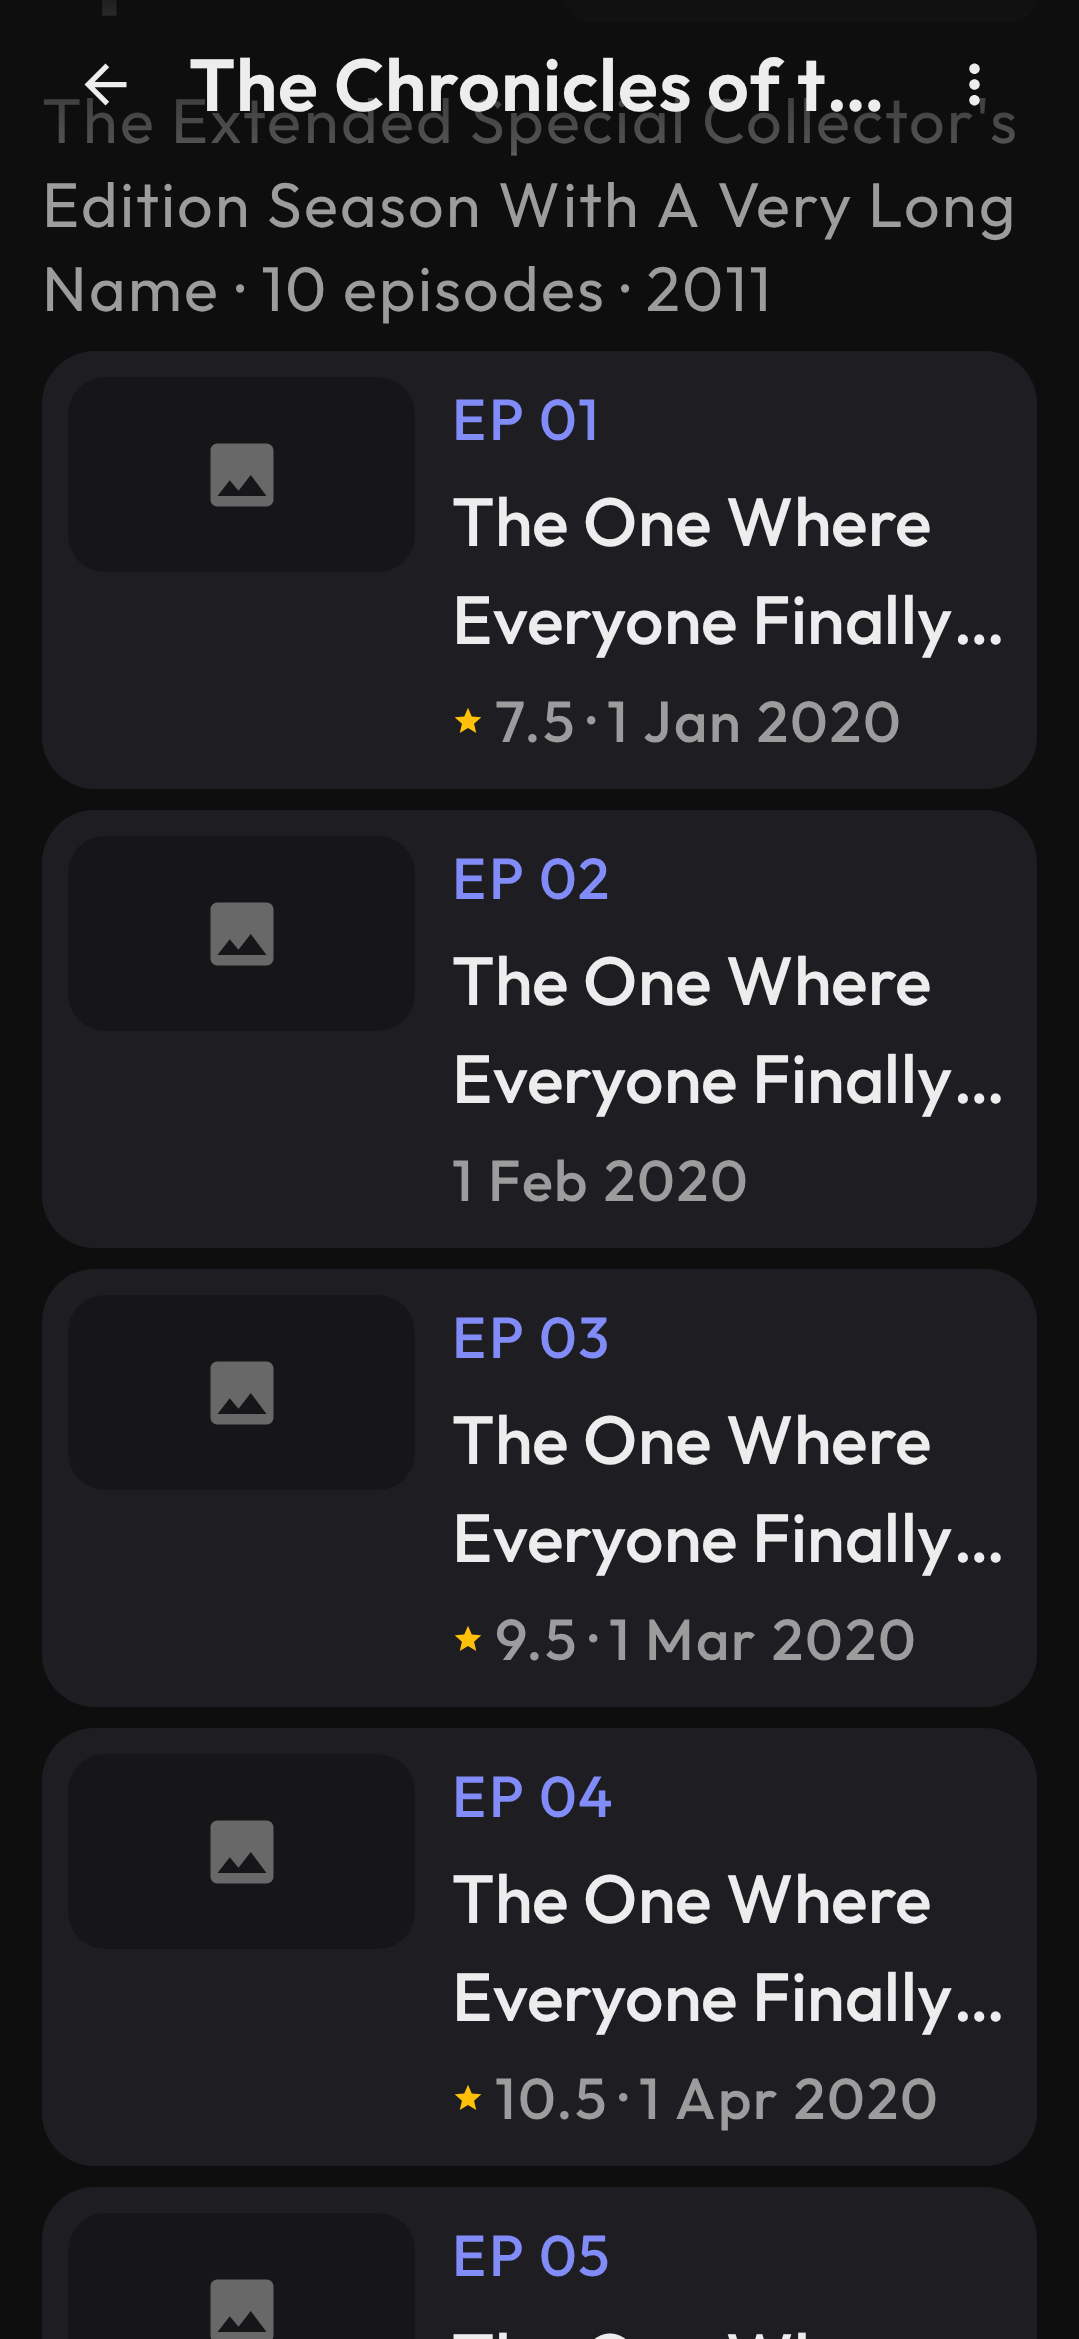 The Chronicles of t...
The Extended Special Collector's
Edition Season With A Very Long
Name · 10 episodes · 2011
EP 01
The One Where
Everyone Finally...
7.5 · 1 Jan 2020
EP 02
The One Where
Everyone Finally...
1 Feb 2020
EP 03
The One Where
Everyone Finally...
9.5 · 1 Mar 2020
EP 04
The One Where
Everyone Finally...
10.5 · 1 Apr 2020
EP 05
The One Wh